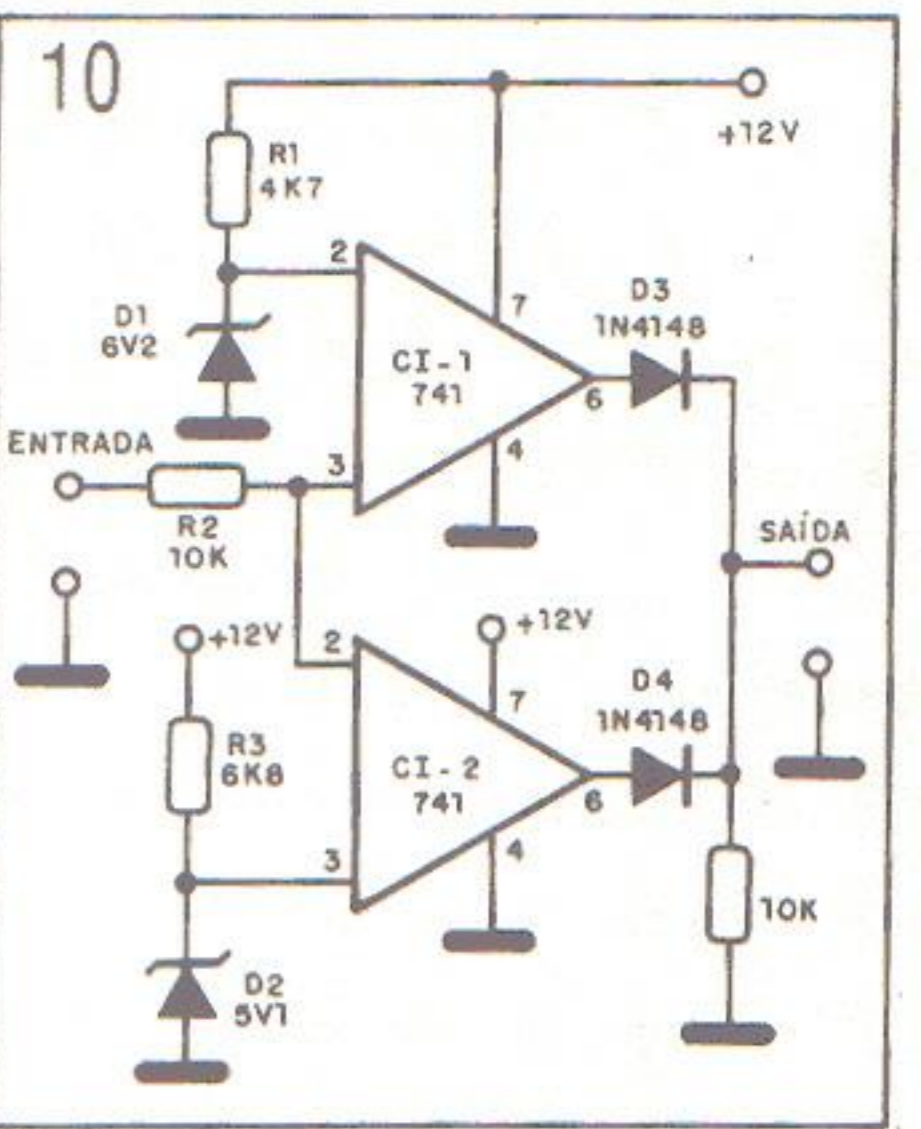 10
+12V
R1
4K7
2
D1
6V2
7
D3
1N4148
CI-1
741
6
4
ENTRADA
3
R2
10K
SAÍDA
+12V
2
+12V
7
D4
1N4148
R3
6K8
CI-2
741
6
4
3
D2
5V1
10K